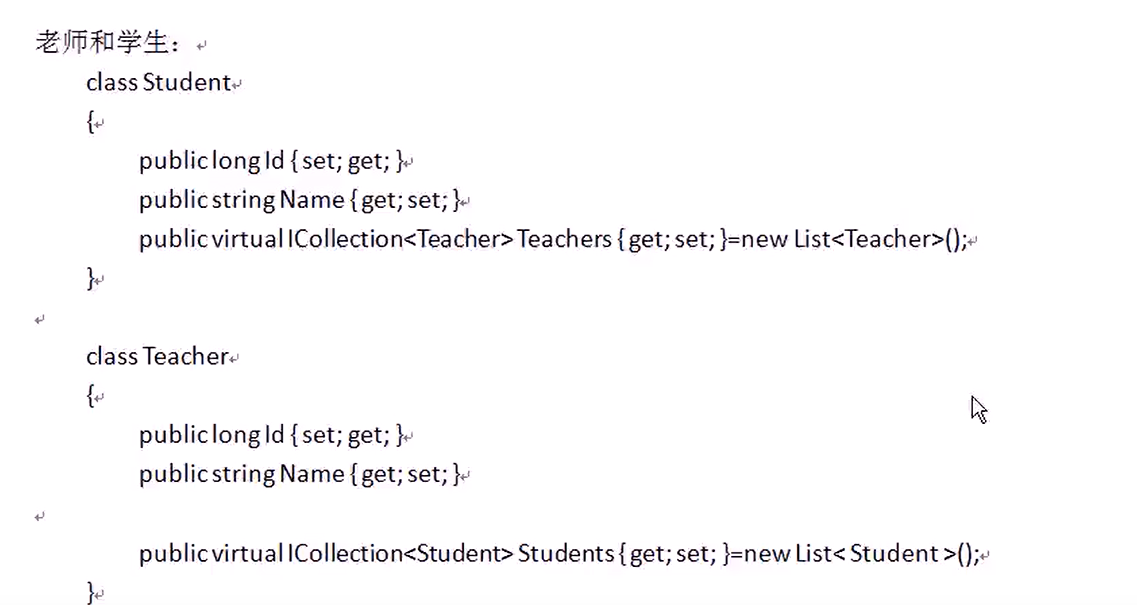 老师和学生：
class Student
{
public long Id { set; get; }
public string Name { get; set; }
public virtual ICollection<Teacher> Teachers { get; set; }=new List<Teacher>();
}
class Teacher
{
public long Id { set; get; }
public string Name { get; set; }
public virtual ICollection<Student> Students { get; set; }=new List< Student >();
}